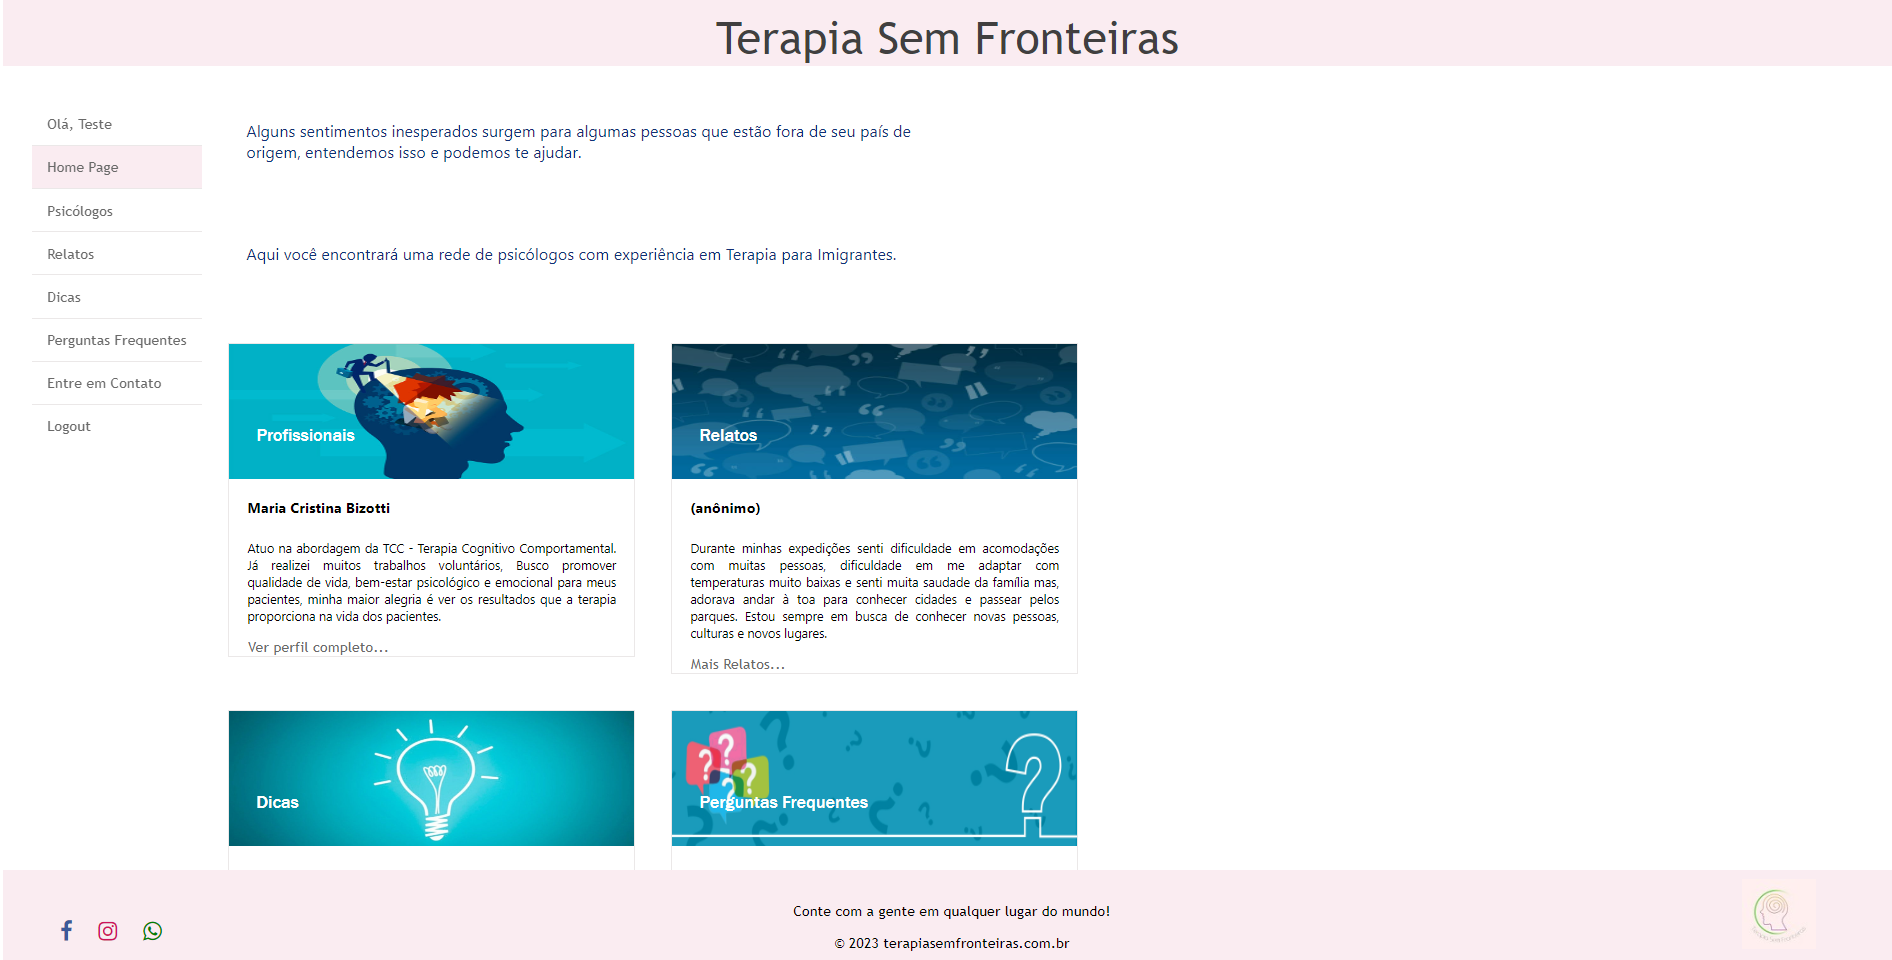 Terapia Sem Fronteiras
Olá, Teste
Home Page
Psicólogos
Relatos
Dicas
Perguntas Frequentes
Entre em Contato
Logout
Alguns sentimentos inesperados surgem para algumas pessoas que estão fora de seu país de
origem, entendemos isso e podemos te ajudar.
Aqui você encontrará uma rede de psicólogos com experiência em Terapia para Imigrantes.
Profissionais
Maria Cristina Bizotti
Atuo na abordagem da TCC - Terapia Cognitivo Comportamental.
Já realizei muitos trabalhos voluntários, Busco promover
qualidade de vida, bem-estar psicológico e emocional para meus
pacientes, minha maior alegria é ver os resultados que a terapia
proporciona na vida dos pacientes.
Ver perfil completo...
Relatos
(anônimo)
Durante minhas expedições senti dificuldade em acomodações
com muitas pessoas, dificuldade em me adaptar com
temperaturas muito baixas e senti muita saudade da família mas,
adorava andar à toa para conhecer cidades e passear pelos
parques. Estou sempre em busca de conhecer novas pessoas,
culturas e novos lugares.
Mais Relatos...
Dicas
Perguntas Frequentes
Conte com a gente em qualquer lugar do mundo!
© 2023 terapiasemfronteiras.com.br